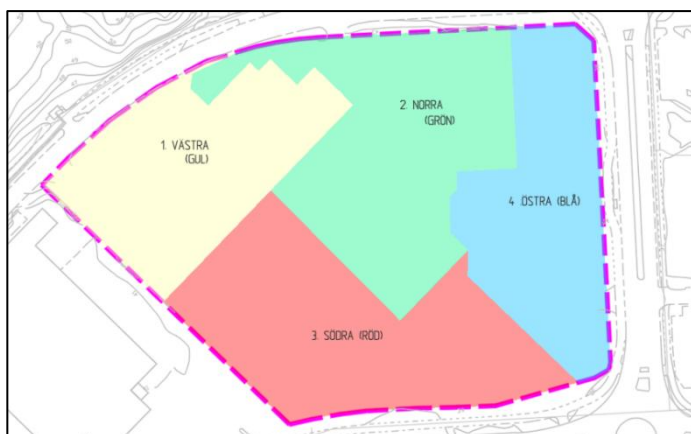 1. VÄSTRA
(GUL)
2. NORRA
(GRÖN)
3. SÖDRA (RÖD)
4. ÖSTRA (BLÅ)